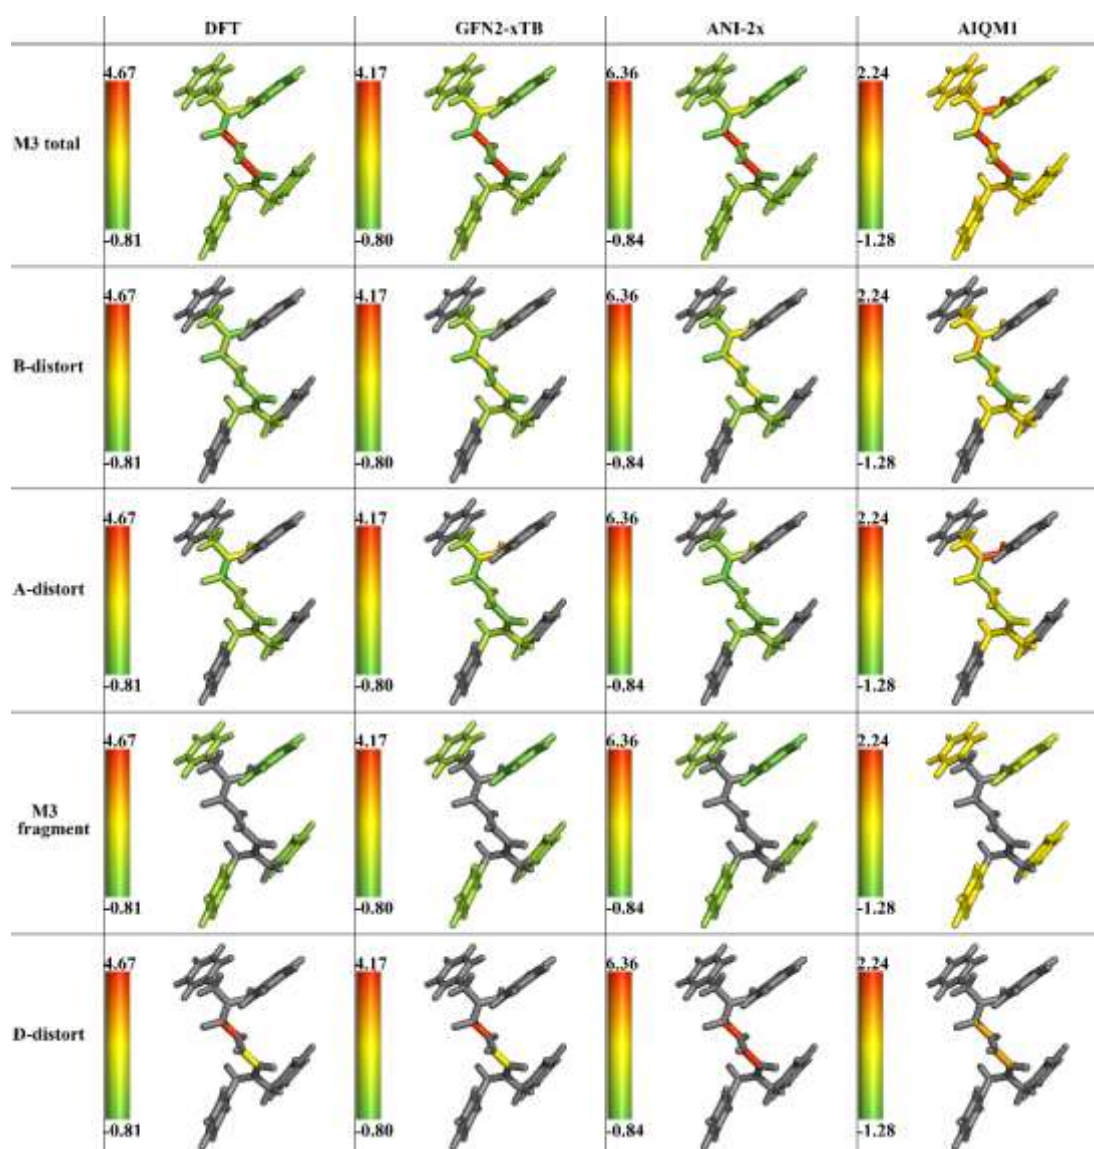 DFT GFN2-xTB ANI-2x AIQM1
4.67 4.17 6.36 2.24
M3 total
-0.81 -0.80 -0.84 -1.28
4.67 4.17 6.36 2.24
B-distort
-0.81 -0.80 -0.84 -1.28
4.67 4.17 6.36 2.24
A-distort
-0.81 -0.80 -0.84 -1.28
4.67 4.17 6.36 2.24
M3
fragment
-0.81 -0.80 -0.84 -1.28
4.67 4.17 6.36 2.24
D-distort
-0.81 -0.80 -0.84 -1.28